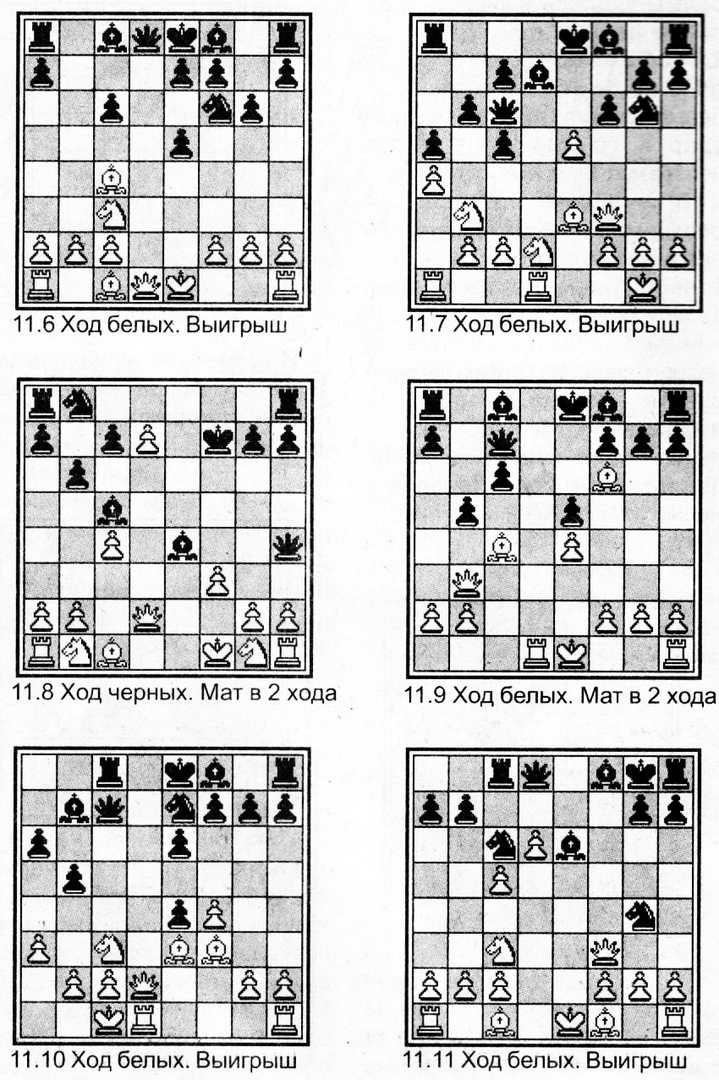 11.6 Ход белых. Выигрыш
11.7 Ход белых. Выигрыш
11.8 Ход черных. Мат в 2 хода
11.9 Ход белых. Мат в 2 хода
11.10 Ход белых. Выигрыш
11.11 Ход белых. Выигрыш